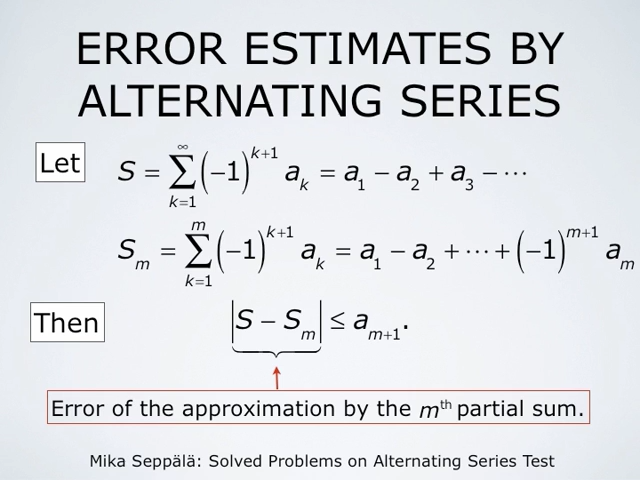 ERROR ESTIMATES BY
ALTERNATING SERIES
Let
S = ∑_{k=1}^{∞} (−1)^{k+1} a_k = a_1 − a_2 + a_3 − ⋯
S_m = ∑_{k=1}^{m} (−1)^{k+1} a_k = a_1 − a_2 + ⋯ + (−1)^{m+1} a_m
Then
|S − S_m| ≤ a_{m+1}.
Error of the approximation by the m^th partial sum.
Mika Seppälä: Solved Problems on Alternating Series Test